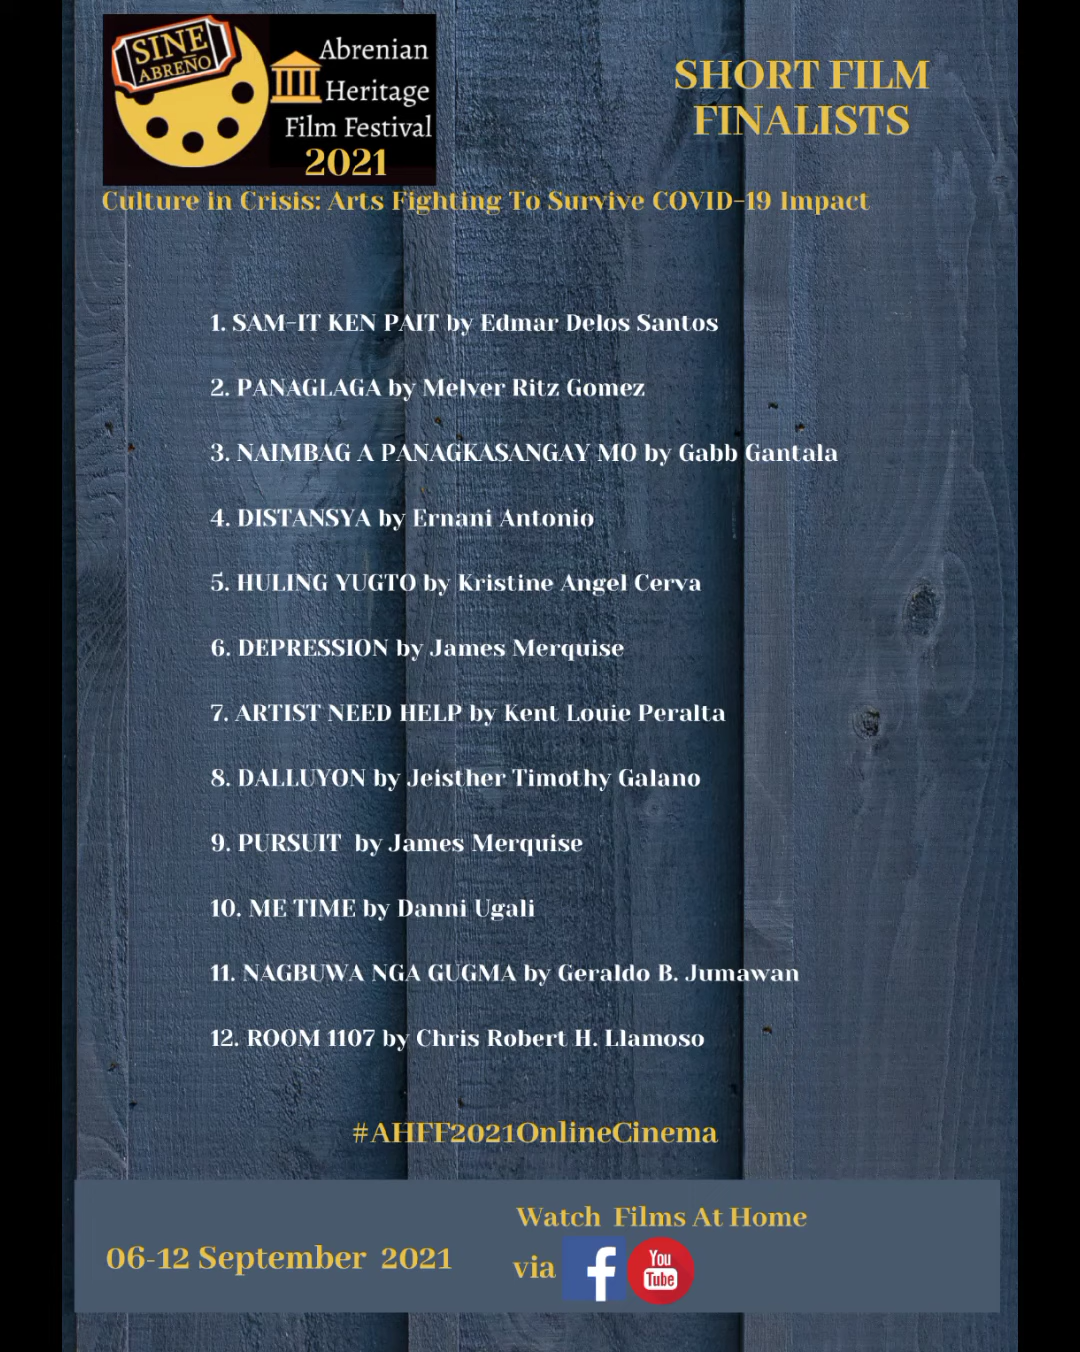 SINE
ABREÑO
Abrenian
Heritage
Film Festival
2021
SHORT FILM
FINALISTS
Culture in Crisis: Arts Fighting To Survive COVID-19 Impact
1. SAM-IT KEN PAIT by Edmar Delos Santos
2. PANAGLAGA by Melver Ritz Gomez
3. NAIMBAG A PANAGKASANGAY MO by Gabb Gantala
4. DISTANSYA by Ernani Antonio
5. HULING YUGTO by Kristine Angel Cerva
6. DEPRESSION by James Merquise
7. ARTIST NEED HELP by Kent Louie Peralta
8. DALLUYON by Jeisther Timothy Galano
9. PURSUIT by James Merquise
10. ME TIME by Danni Ugali
11. NAGBUWA NGA GUGMA by Geraldo B. Jumawan
12. ROOM 1107 by Chris Robert H. Llamoso
#AHFF2021OnlineCinema
06-12 September 2021
Watch Films At Home
via f You
Tube